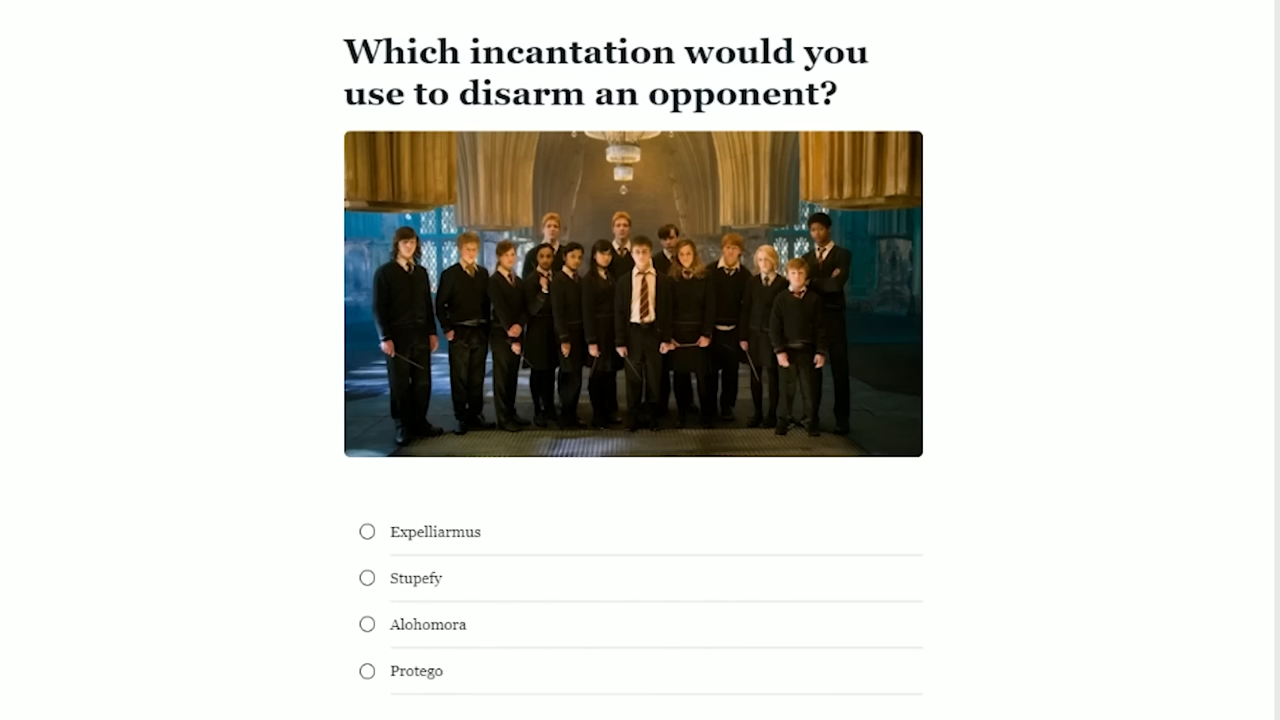 Which incantation would you
use to disarm an opponent?
Expelliarmus
Stupefy
Alohomora
Protego